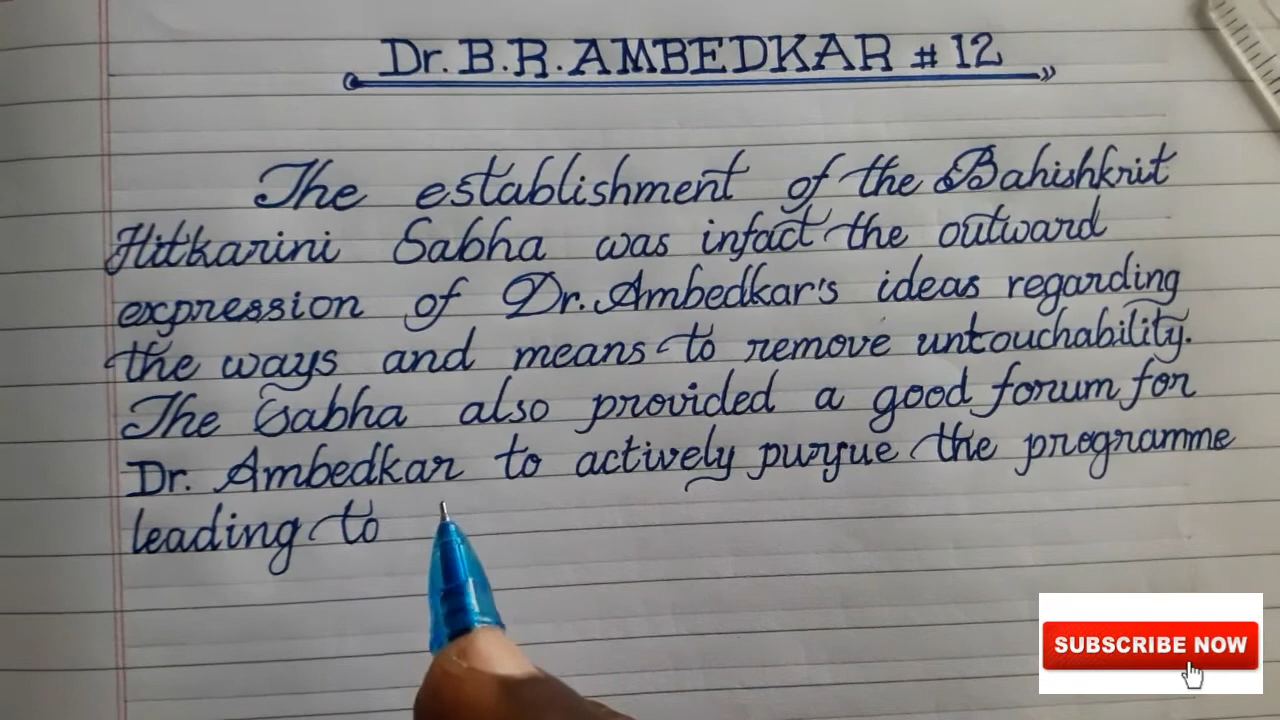 Dr. B.R. AMBEDKAR # 12
The establishment of the Bahishkrit
Hitkarini Sabha was infact the outward
expression of Dr. Ambedkar's ideas regarding
the ways and means to remove untouchability.
The Sabha also provided a good forum for
Dr. Ambedkar to actively puryue the programme
leading to
SUBSCRIBE NOW